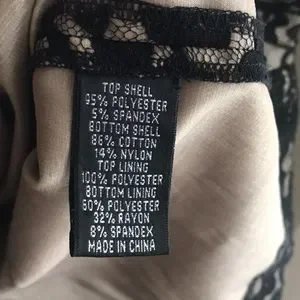 TOP SHELL
95% POLYESTER
5% SPANDEX
BOTTOM SHELL
86% COTTON
14% NYLON
TOP LINING
100% POLYESTER
BOTTOM LINING
60% POLYESTER
32% RAYON
8% SPANDEX
MADE IN CHINA